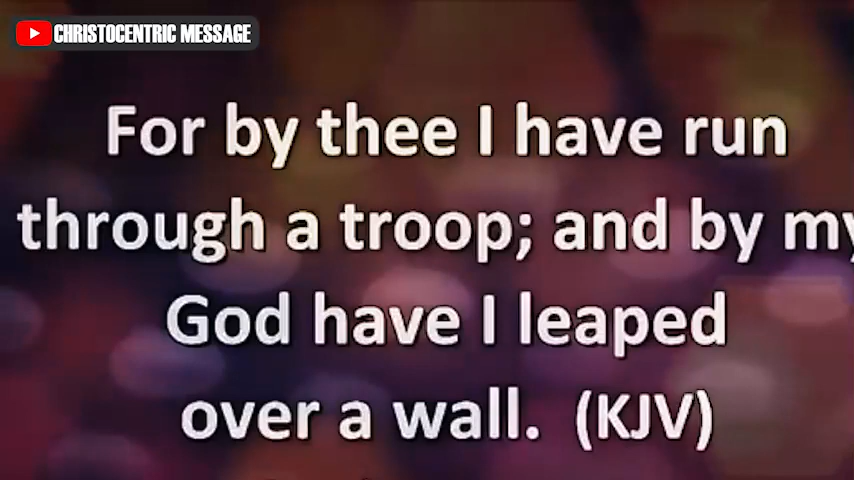 CHRISTOCENTRIC MESSAGE
For by thee I have run
through a troop; and by my
God have I leaped
over a wall. (KJV)